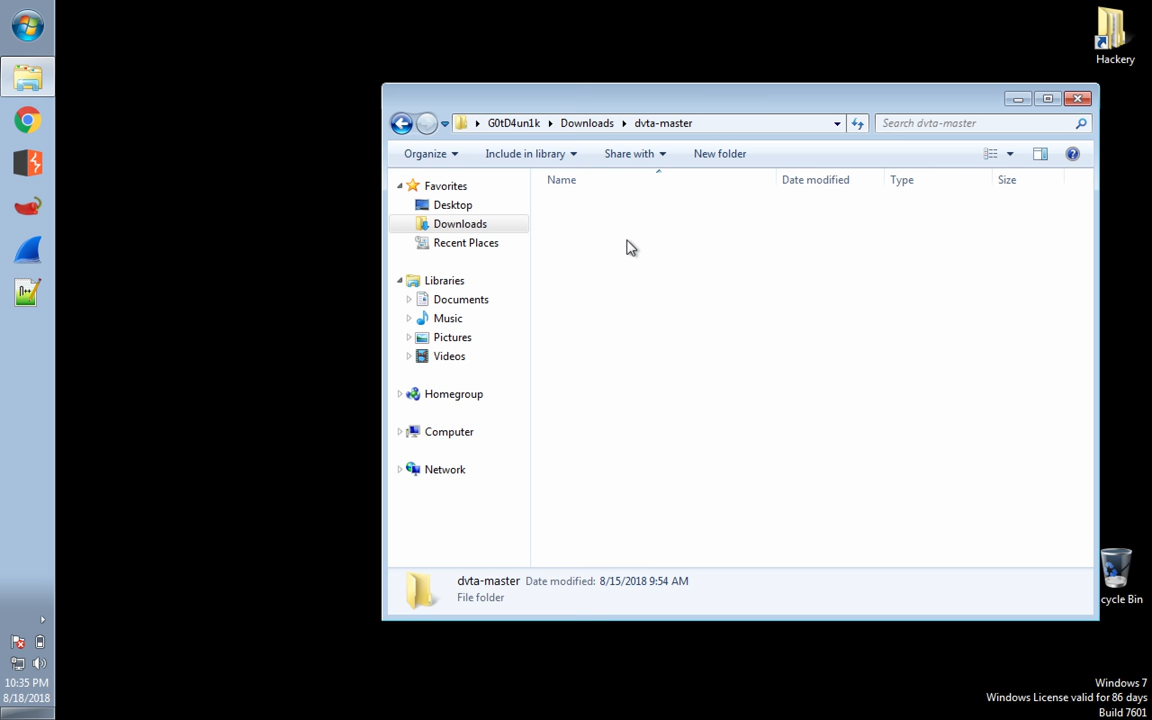 Hackery
G0tD4un1k Downloads dvta-master
Search dvta-master
Organize Include in library Share with New folder
Name Date modified Type Size
Favorites
Desktop
Downloads
Recent Places
Libraries
Documents
Music
Pictures
Videos
Homegroup
Computer
Network
dvta-master Date modified: 8/15/2018 9:54 AM
File folder
cycle Bin
10:35 PM
8/18/2018
Windows 7
Windows License valid for 86 days
Build 7601